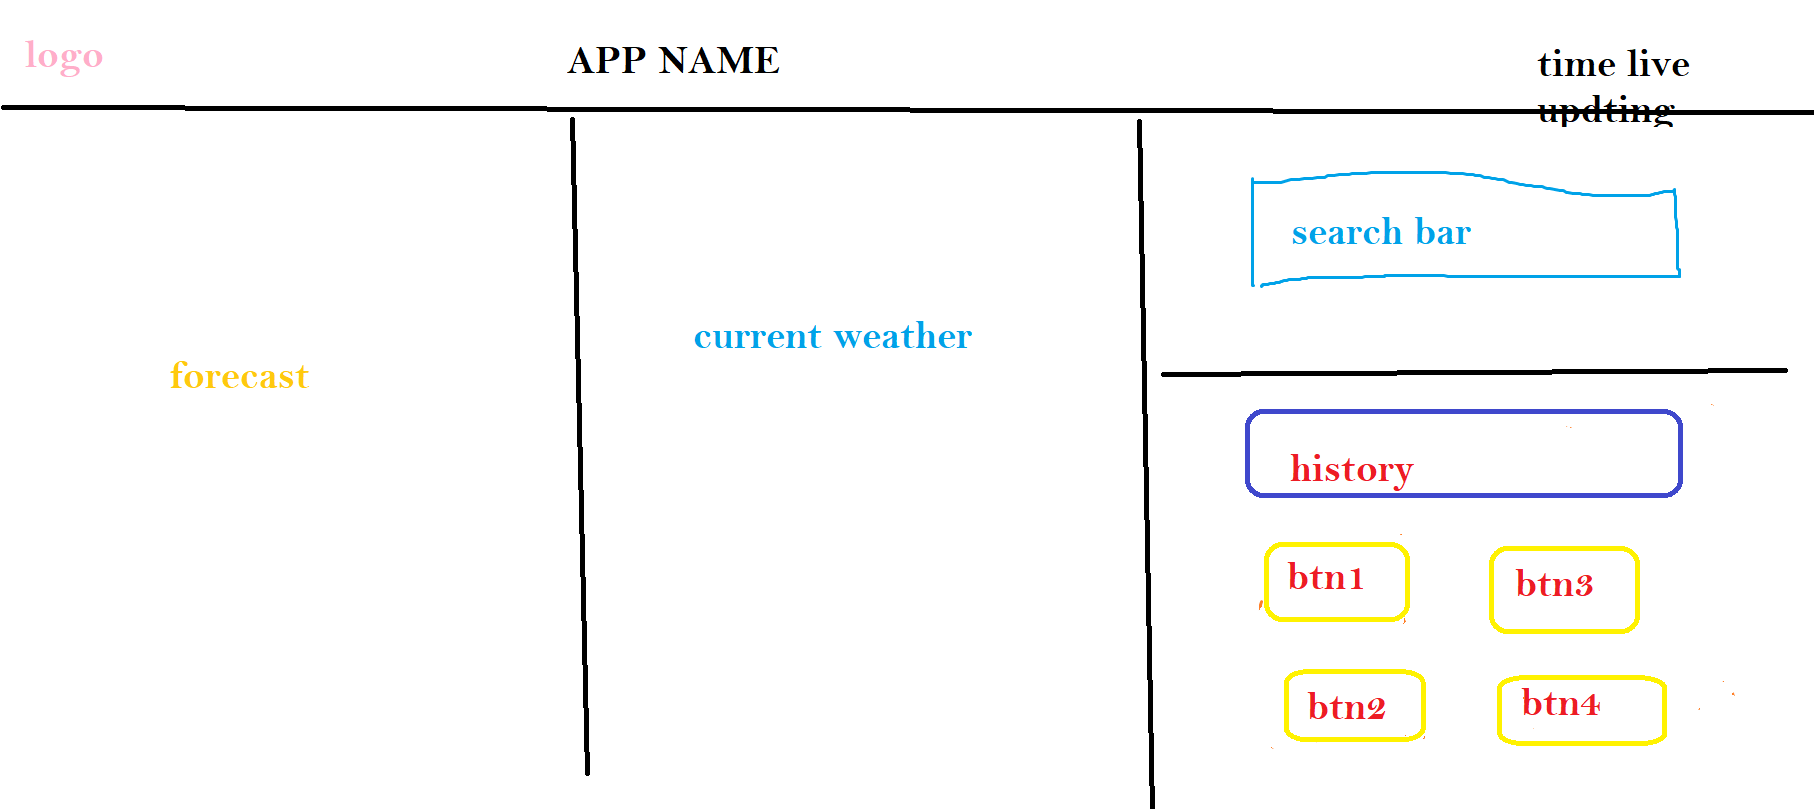 logo
APP NAME
time live
updting
search bar
current weather
forecast
history
btn1
btn3
btn2
btn4